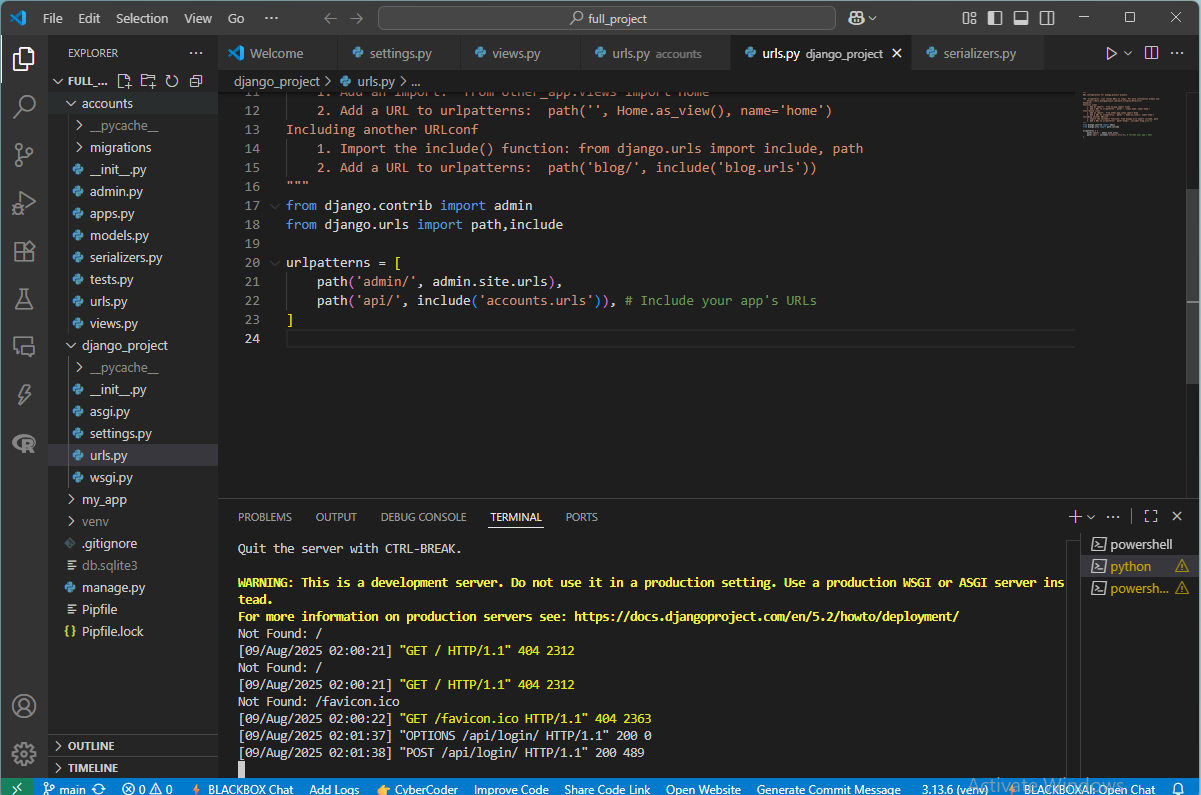 File Edit Selection View Go ··· full_project
EXPLORER ···
FULL_...
accounts
__pycache__
migrations
__init__.py
admin.py
apps.py
models.py
serializers.py
tests.py
urls.py
views.py
django_project
__pycache__
__init__.py
asgi.py
settings.py
urls.py
wsgi.py
my_app
venv
.gitignore
db.sqlite3
manage.py
Pipfile
Pipfile.lock
OUTLINE
TIMELINE
Welcome settings.py views.py urls.py accounts urls.py django_project serializers.py
django_project > urls.py > ...
1. Add an import: from other_app.views import Home
12 2. Add a URL to urlpatterns: path('', Home.as_view(), name='home')
13 Including another URLconf
14 1. Import the include() function: from django.urls import include, path
15 2. Add a URL to urlpatterns: path('blog/', include('blog.urls'))
16 """
17 from django.contrib import admin
18 from django.urls import path,include
19
20 urlpatterns = [
21 path('admin/', admin.site.urls),
22 path('api/', include('accounts.urls')), # Include your app's URLs
23 ]
24
PROBLEMS OUTPUT DEBUG CONSOLE TERMINAL PORTS
Quit the server with CTRL-BREAK.
WARNING: This is a development server. Do not use it in a production setting. Use a production WSGI or ASGI server ins
tead.
For more information on production servers see: https://docs.djangoproject.com/en/5.2/howto/deployment/
Not Found: /
[09/Aug/2025 02:00:21] "GET / HTTP/1.1" 404 2312
Not Found: /
[09/Aug/2025 02:00:21] "GET / HTTP/1.1" 404 2312
Not Found: /favicon.ico
[09/Aug/2025 02:00:22] "GET /favicon.ico HTTP/1.1" 404 2363
[09/Aug/2025 02:01:37] "OPTIONS /api/login/ HTTP/1.1" 200 0
[09/Aug/2025 02:01:38] "POST /api/login/ HTTP/1.1" 200 489
powershell
python
powersh...
Activate Windows
main 0 0 BLACKBOX Chat Add Logs CyberCoder Improve Code Share Code Link Open Website Generate Commit Message 3.13.6 (venv) BLACKBOXAI: Open Chat